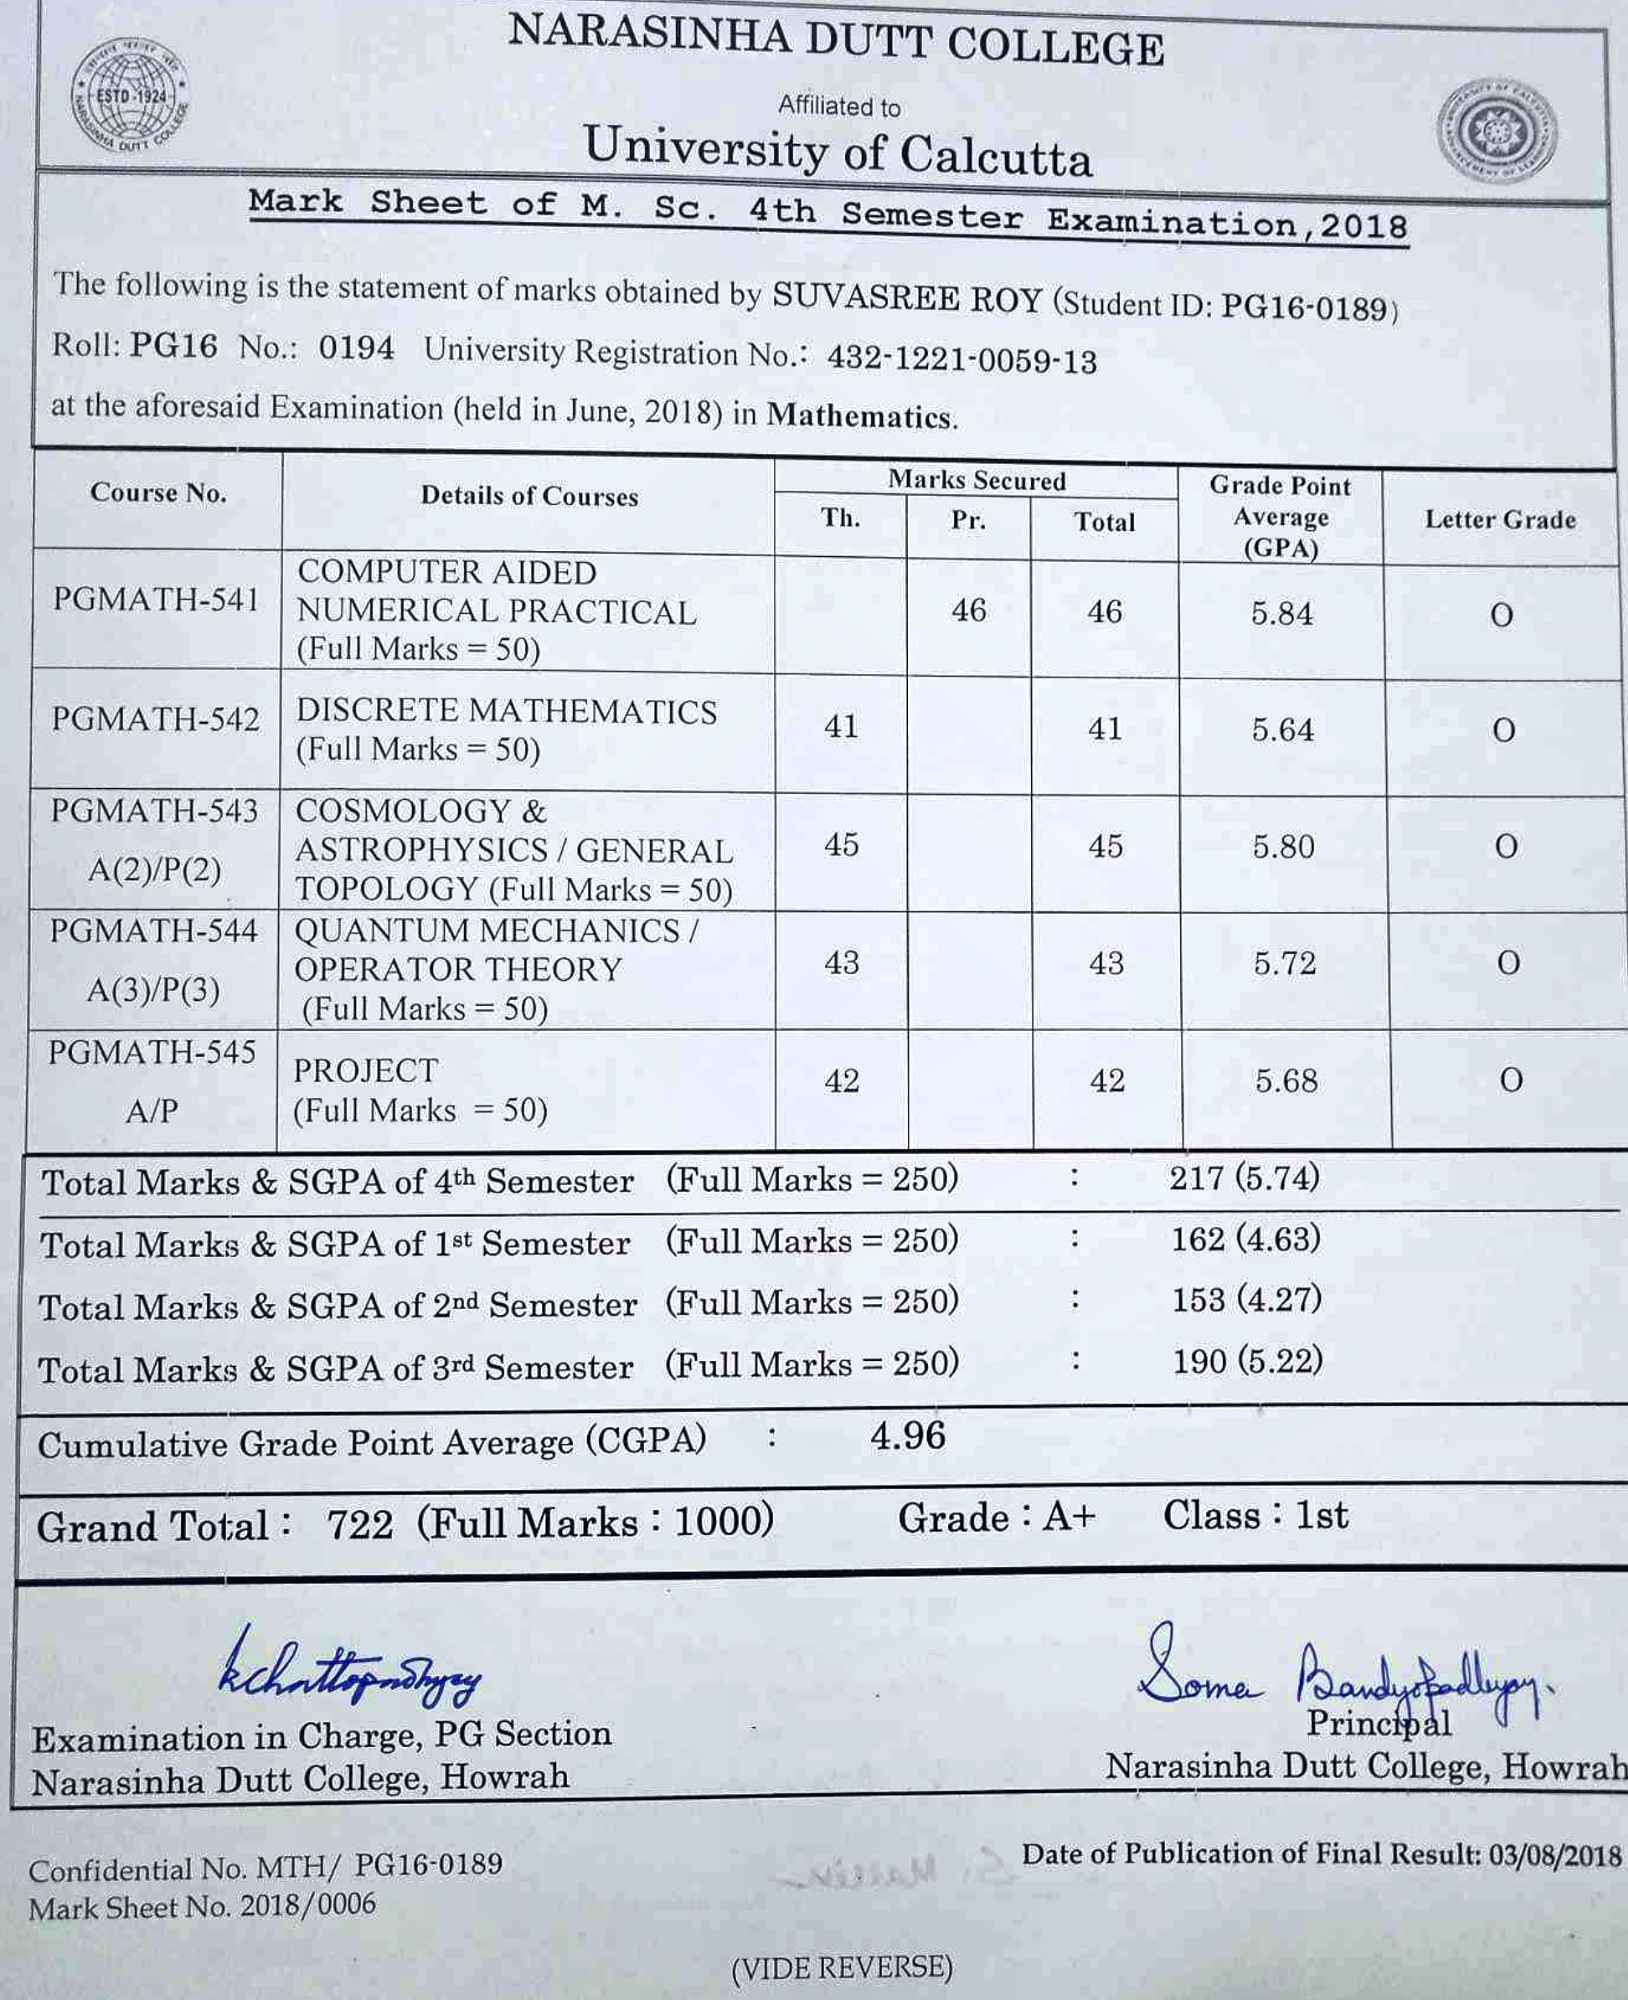 NARASINHA DUTT COLLEGE
ESTD-1924
NARASINHA DUTT COLLEGE
Affiliated to
University of Calcutta
Mark Sheet of M. Sc. 4th Semester Examination,2018
The following is the statement of marks obtained by SUVASREE ROY (Student ID: PG16-0189)
Roll: PG16 No.: 0194 University Registration No.: 432-1221-0059-13
at the aforesaid Examination (held in June, 2018) in Mathematics.
Course No. Details of Courses Marks Secured Grade Point Average (GPA) Letter Grade
Th. Pr. Total
PGMATH-541 COMPUTER AIDED
NUMERICAL PRACTICAL 46 46 5.84 O
(Full Marks = 50)
PGMATH-542 DISCRETE MATHEMATICS 41 41 5.64 O
(Full Marks = 50)
PGMATH-543 COSMOLOGY &
A(2)/P(2) ASTROPHYSICS / GENERAL 45 45 5.80 O
TOPOLOGY (Full Marks = 50)
PGMATH-544 QUANTUM MECHANICS /
A(3)/P(3) OPERATOR THEORY 43 43 5.72 O
(Full Marks = 50)
PGMATH-545 PROJECT 42 42 5.68 O
A/P (Full Marks = 50)
Total Marks & SGPA of 4th Semester (Full Marks = 250) : 217 (5.74)
Total Marks & SGPA of 1st Semester (Full Marks = 250) : 162 (4.63)
Total Marks & SGPA of 2nd Semester (Full Marks = 250) : 153 (4.27)
Total Marks & SGPA of 3rd Semester (Full Marks = 250) : 190 (5.22)
Cumulative Grade Point Average (CGPA) : 4.96
Grand Total : 722 (Full Marks : 1000) Grade : A+ Class : 1st
kchattopadhyay Soma Bandyopadhyay.
Examination in Charge, PG Section Principal
Narasinha Dutt College, Howrah Narasinha Dutt College, Howrah
Confidential No. MTH/ PG16-0189 Date of Publication of Final Result: 03/08/2018
Mark Sheet No. 2018/0006
(VIDE REVERSE)